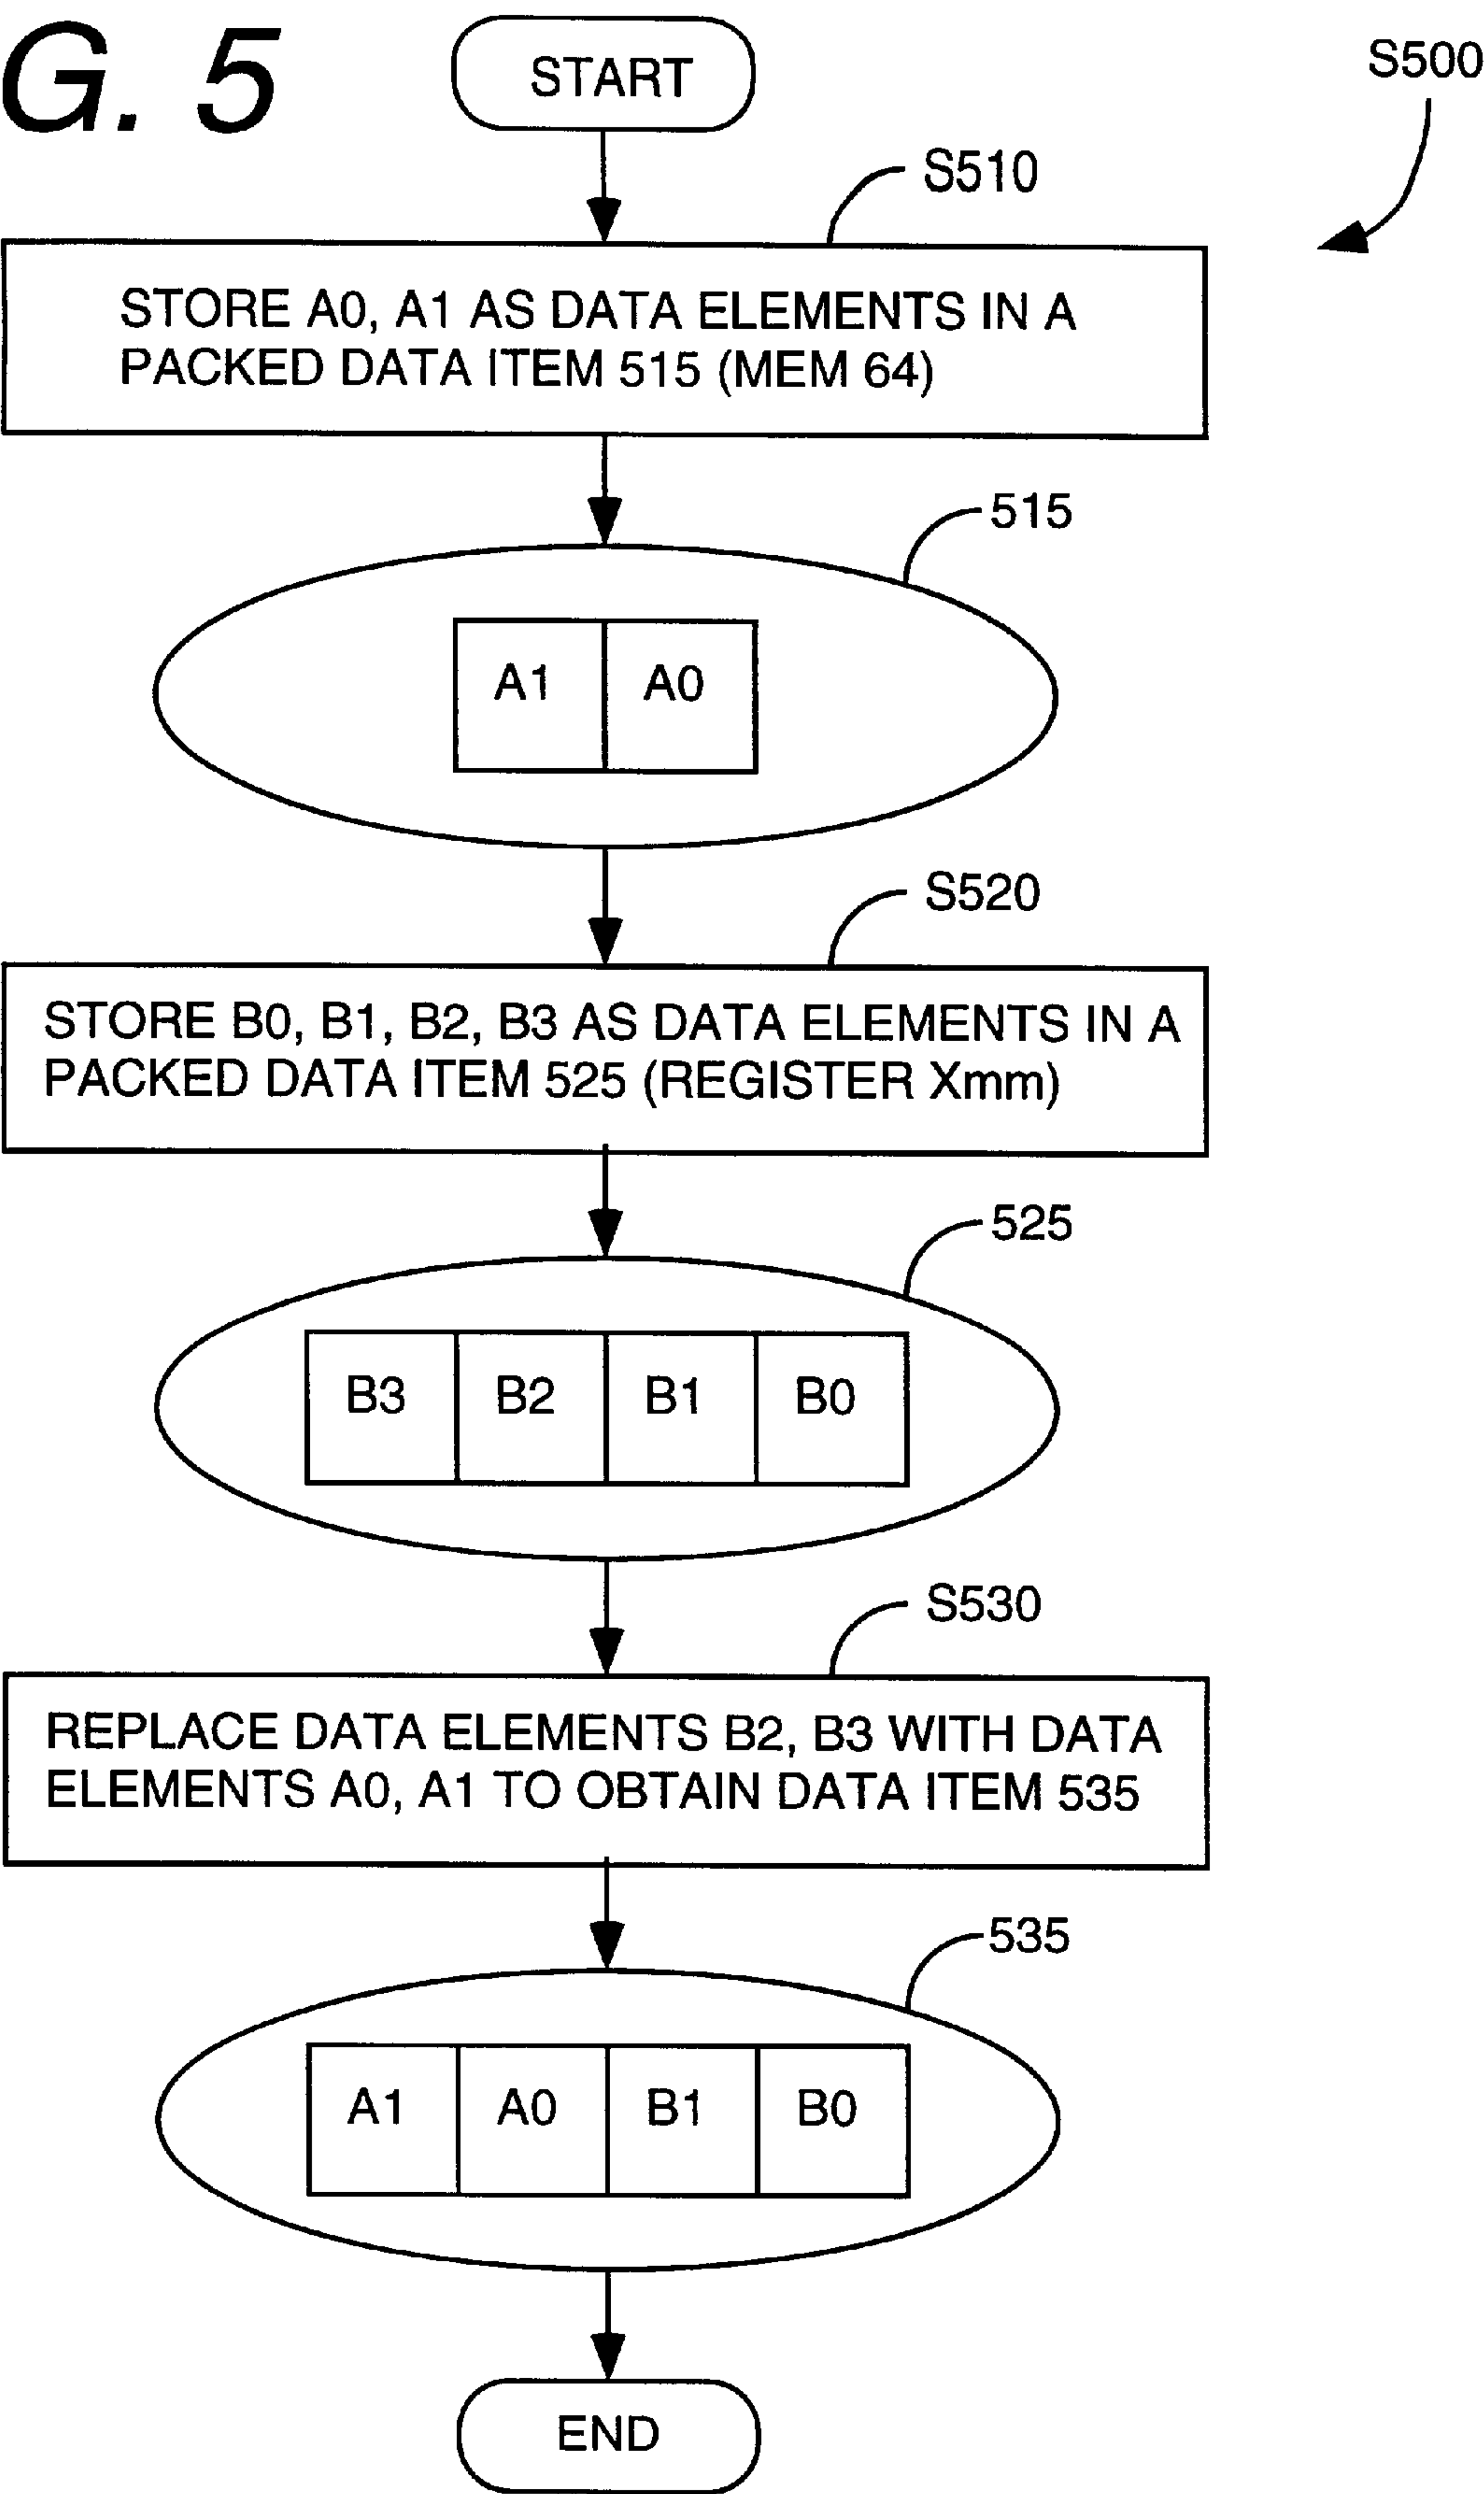 G. 5
START
S500
S510
STORE A0, A1 AS DATA ELEMENTS IN A
PACKED DATA ITEM 515 (MEM 64)
515
A1 A0
S520
STORE B0, B1, B2, B3 AS DATA ELEMENTS IN A
PACKED DATA ITEM 525 (REGISTER Xmm)
525
B3 B2 B1 B0
S530
REPLACE DATA ELEMENTS B2, B3 WITH DATA
ELEMENTS A0, A1 TO OBTAIN DATA ITEM 535
535
A1 A0 B1 B0
END